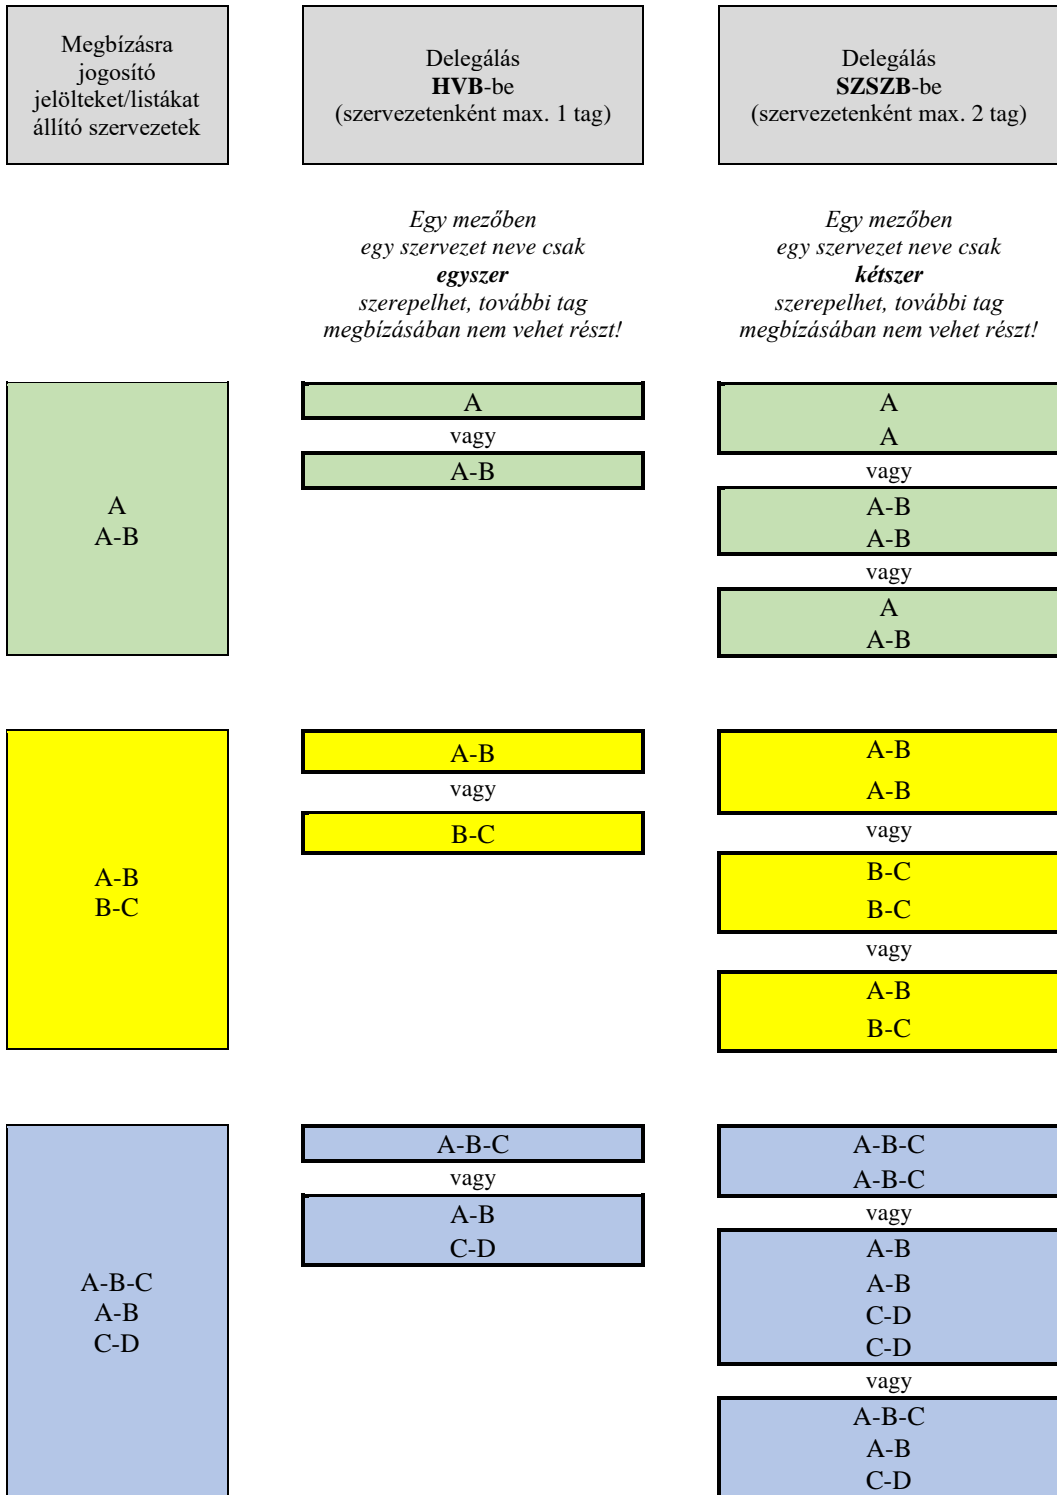 Megbízásra
jogosító
jelölteket/listákat
állító szervezetek
Delegálás
HVB-be
(szervezetenként max. 1 tag)
Delegálás
SZSZB-be
(szervezetenként max. 2 tag)
Egy mezőben
egy szervezet neve csak
egyszer
szerepelhet, további tag
megbízásában nem vehet részt!
Egy mezőben
egy szervezet neve csak
kétszer
szerepelhet, további tag
megbízásában nem vehet részt!
A
A-B
A
vagy
A-B
A
A
vagy
A-B
A-B
vagy
A
A-B
A-B
B-C
A-B
vagy
B-C
A-B
A-B
vagy
B-C
B-C
vagy
A-B
B-C
A-B-C
A-B
C-D
A-B-C
vagy
A-B
C-D
A-B-C
A-B-C
vagy
A-B
A-B
C-D
C-D
vagy
A-B-C
A-B
C-D